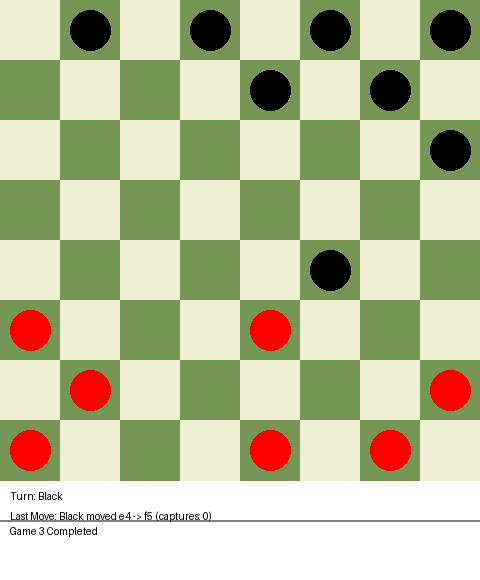 Turn: Black
Last Move: Black moved e4 -> f5 (captures: 0)
Game 3 Completed